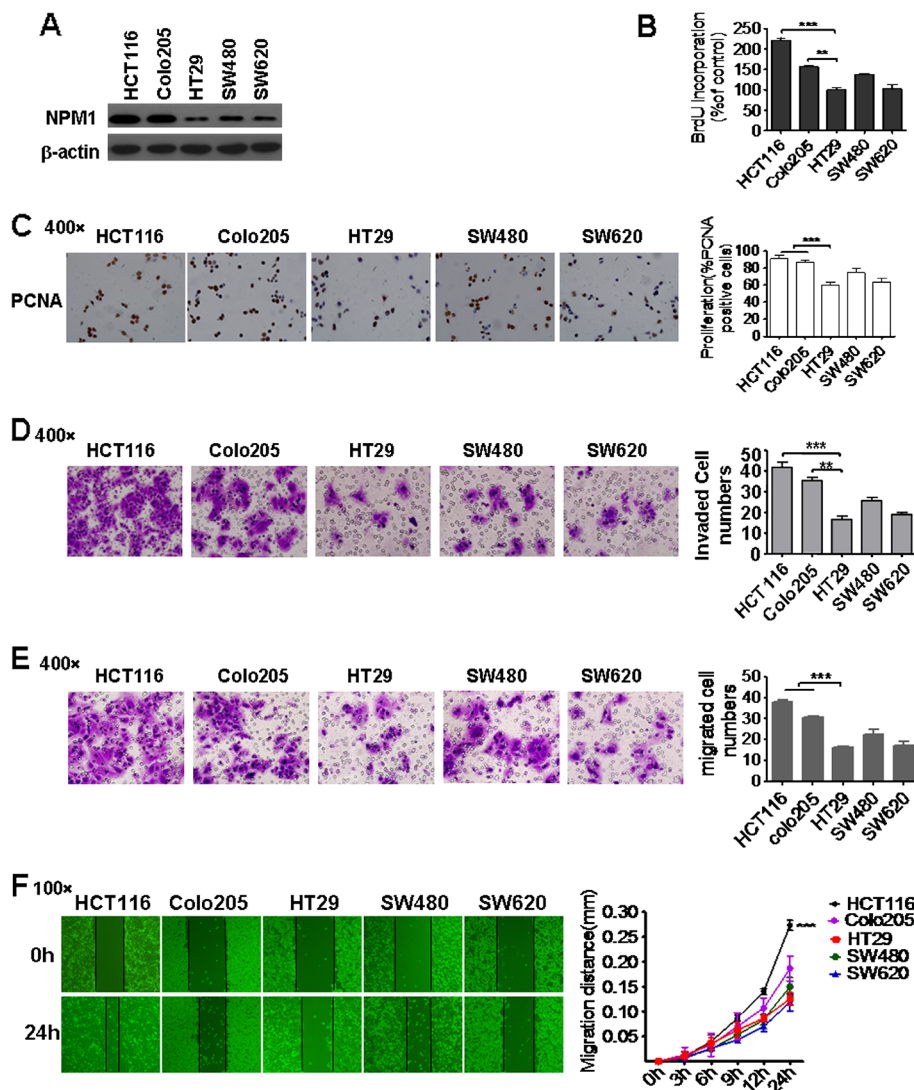 A
HCT116 Colo205 HT29 SW480 SW620
NPM1
β-actin
B
BrdU Incorporation
(%of control)
250
200
150
100
50
0
*** **
HCT116 Colo205 HT29 SW480 SW620
C 400×
HCT116 Colo205 HT29 SW480 SW620
PCNA
Proliferation(%PCNA
positive cells)
100
80
60
40
20
0
***
HCT116 Colo205 HT29 SW480 SW620
D 400×
HCT116 Colo205 HT29 SW480 SW620
Invaded Cell
numbers
50
40
30
20
10
0
*** **
HCT116 Colo205 HT29 SW480 SW620
E 400×
HCT116 Colo205 HT29 SW480 SW620
migrated cell
numbers
50
40
30
20
10
0
***
HCT116 colo205 HT29 SW480 SW620
F 100×
HCT116 Colo205 HT29 SW480 SW620
0h
24h
Migration distance(mm)
0.30
0.25
0.20
0.15
0.10
0.05
0h 3h 6h 9h 12h 24h
HCT116
***
Colo205
HT29
SW480
SW620